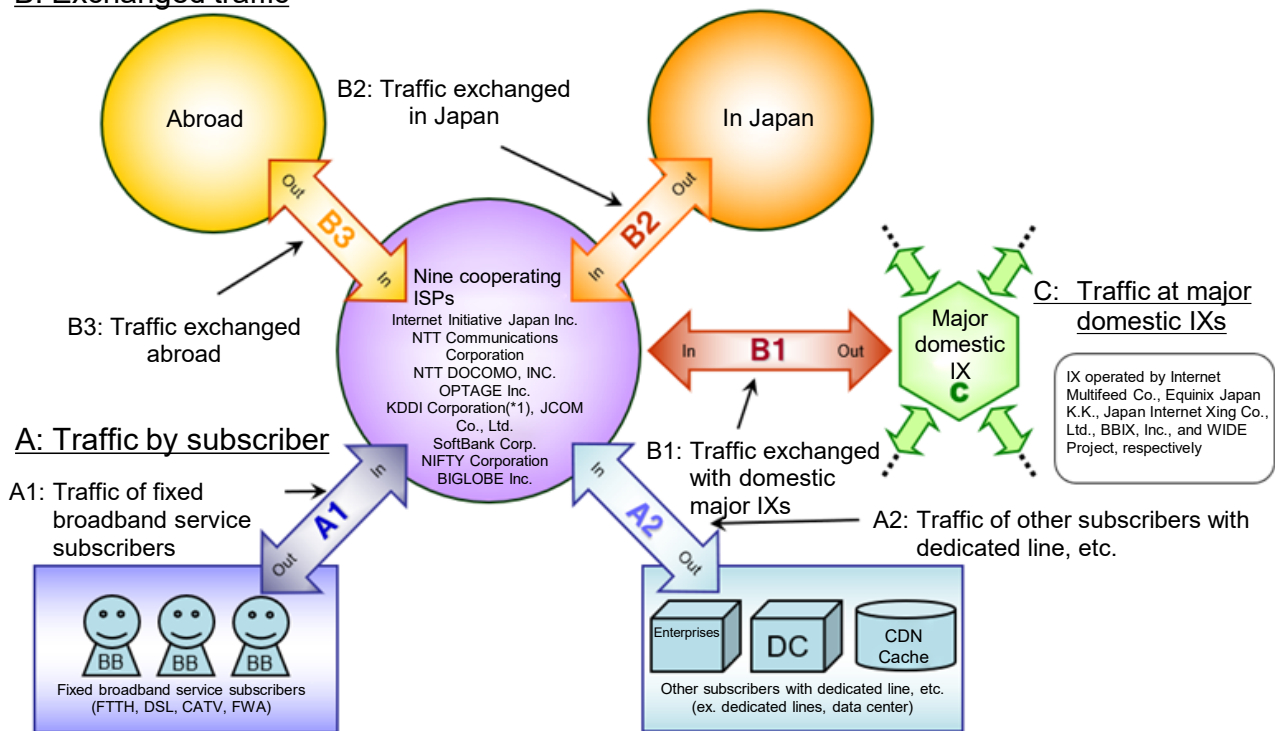 B: Exchanged traffic
Abroad
B2: Traffic exchanged
in Japan
In Japan
Out
B3
In
Out
B2
In
B3: Traffic exchanged
abroad
Nine cooperating
ISPs
Internet Initiative Japan Inc.
NTT Communications
Corporation
NTT DOCOMO, INC.
OPTAGE Inc.
KDDI Corporation(*1), JCOM
Co., Ltd.
SoftBank Corp.
NIFTY Corporation
BIGLOBE Inc.
In
B1
Out
Major
domestic
IX
C
C: Traffic at major
domestic IXs
IX operated by Internet
Multifeed Co., Equinix Japan
K.K., Japan Internet Xing Co.,
Ltd., BBIX, Inc., and WIDE
Project, respectively
B1: Traffic exchanged
with domestic
major IXs
A: Traffic by subscriber
A1: Traffic of fixed
broadband service
subscribers
In
A1
Out
In
A2
Out
A2: Traffic of other subscribers with
dedicated line, etc.
BB
BB
BB
Fixed broadband service subscribers
(FTTH, DSL, CATV, FWA)
Enterprises
DC
CDN
Cache
Other subscribers with dedicated line, etc.
(ex. dedicated lines, data center)